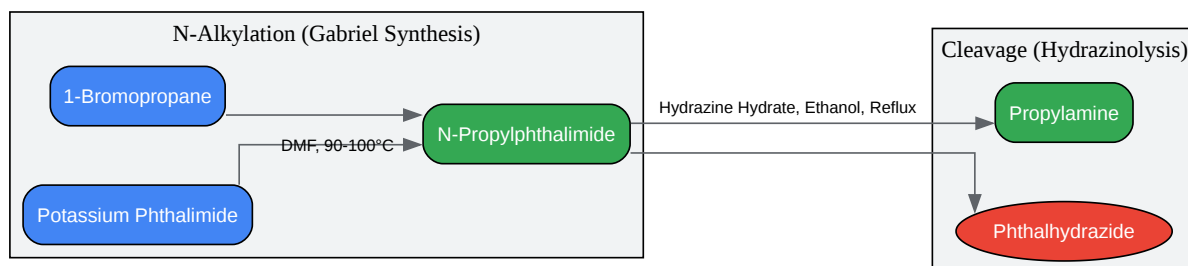 N-Alkylation (Gabriel Synthesis)
1-Bromopropane
DMF, 90-100°C
Potassium Phthalimide
N-Propylphthalimide
Hydrazine Hydrate, Ethanol, Reflux
Cleavage (Hydrazinolysis)
Propylamine
Phthalhydrazide